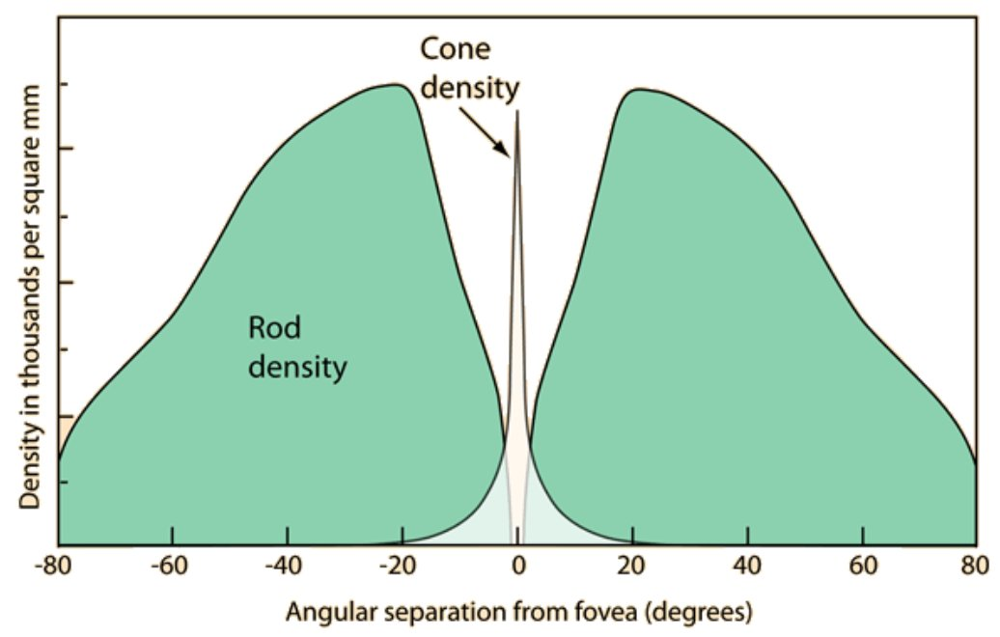 Cone
density
Density in thousands per square mm
Rod
density
-80 -60 -40 -20 0 20 40 60 80
Angular separation from fovea (degrees)